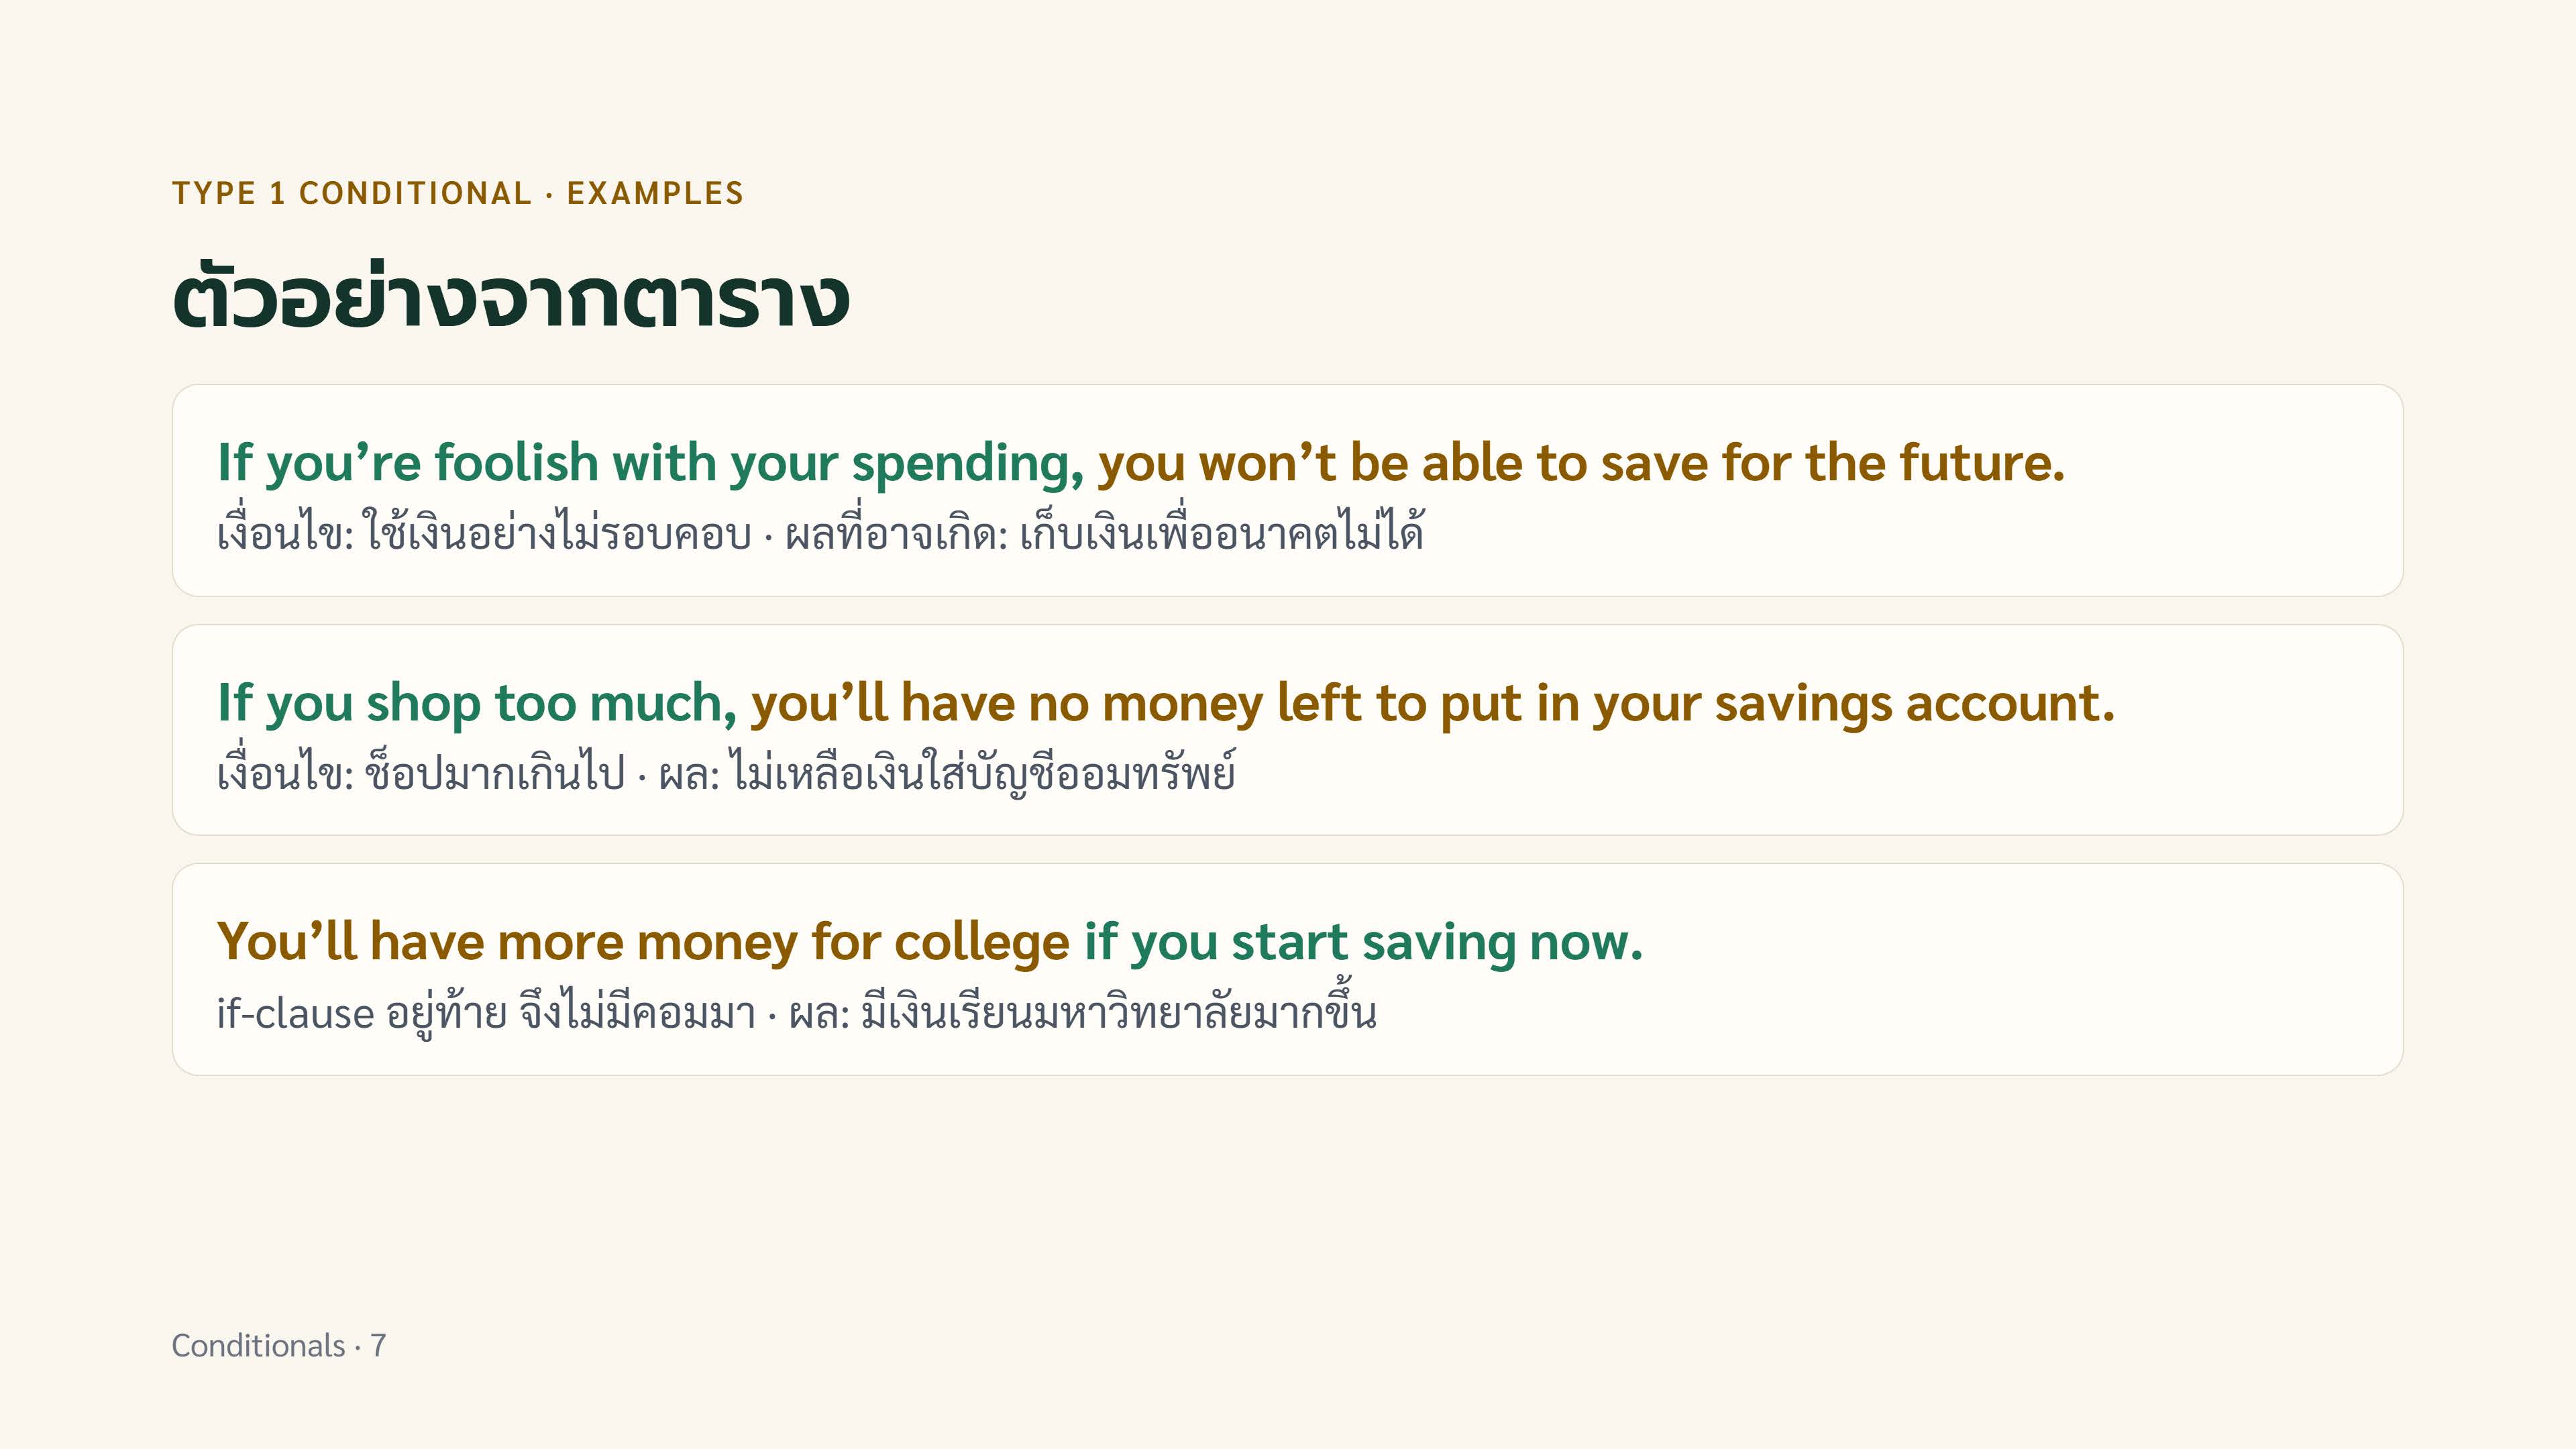 TYPE 1 CONDITIONAL · EXAMPLES
ตัวอย่างจากตาราง
If you’re foolish with your spending, you won’t be able to save for the future.
เงื่อนไข: ใช้เงินอย่างไม่รอบคอบ · ผลที่อาจเกิด: เก็บเงินเพื่ออนาคตไม่ได้
If you shop too much, you’ll have no money left to put in your savings account.
เงื่อนไข: ช็อปมากเกินไป · ผล: ไม่เหลือเงินใส่บัญชีออมทรัพย์
You’ll have more money for college if you start saving now.
if-clause อยู่ท้าย จึงไม่มีคอมมา · ผล: มีเงินเรียนมหาวิทยาลัยมากขึ้น
Conditionals · 7